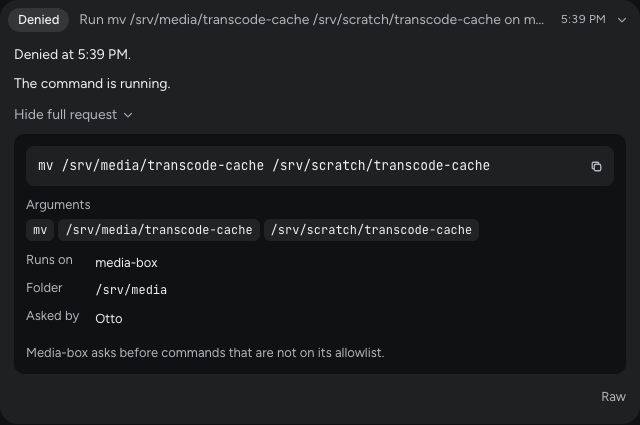 Denied Run mv /srv/media/transcode-cache /srv/scratch/transcode-cache on m... 5:39 PM
Denied at 5:39 PM.
The command is running.
Hide full request
mv /srv/media/transcode-cache /srv/scratch/transcode-cache
Arguments
mv /srv/media/transcode-cache /srv/scratch/transcode-cache
Runs on media-box
Folder /srv/media
Asked by Otto
Media-box asks before commands that are not on its allowlist.
Raw